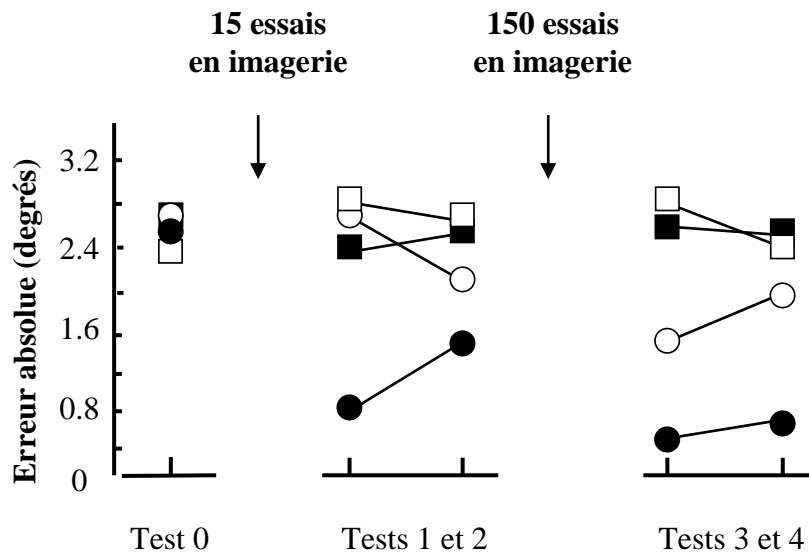 15 essais
en imagerie
150 essais
en imagerie
Erreur absolue (degrés)
3.2
2.4
1.6
0.8
0
Test 0
Tests 1 et 2
Tests 3 et 4